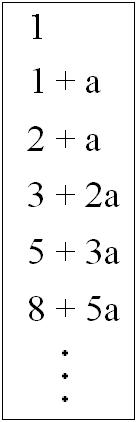 1
1 + a
2 + a
3 + 2a
5 + 3a
8 + 5a
⋮